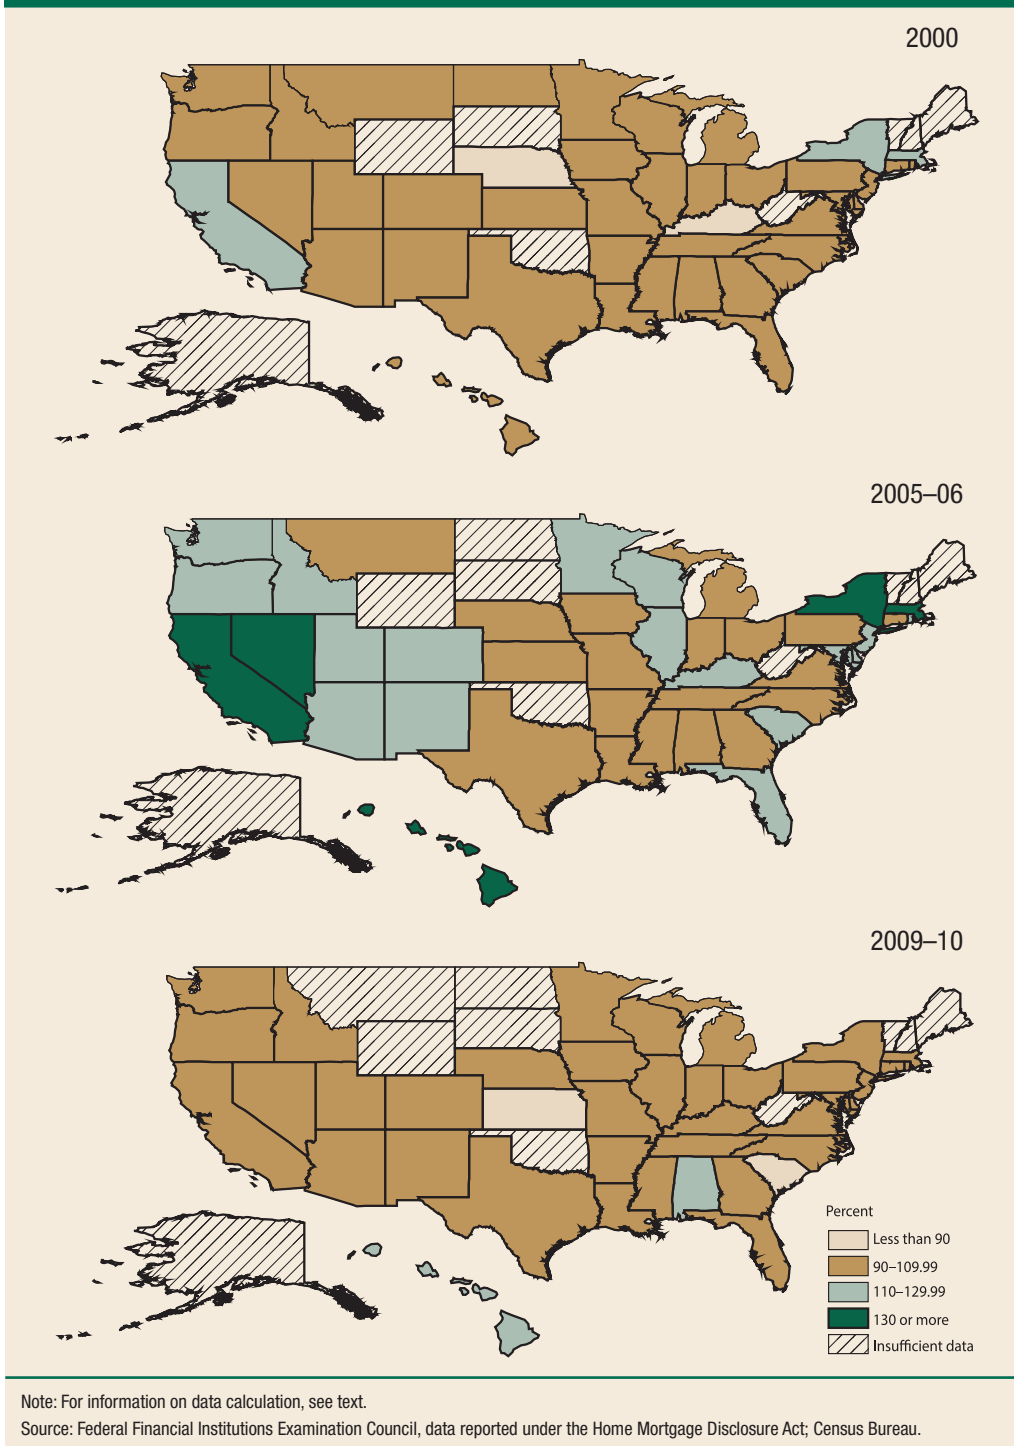 2000
2005–06
2009–10
Percent
Less than 90
90–109.99
110–129.99
130 or more
Insufficient data
Note: For information on data calculation, see text.
Source: Federal Financial Institutions Examination Council, data reported under the Home Mortgage Disclosure Act; Census Bureau.